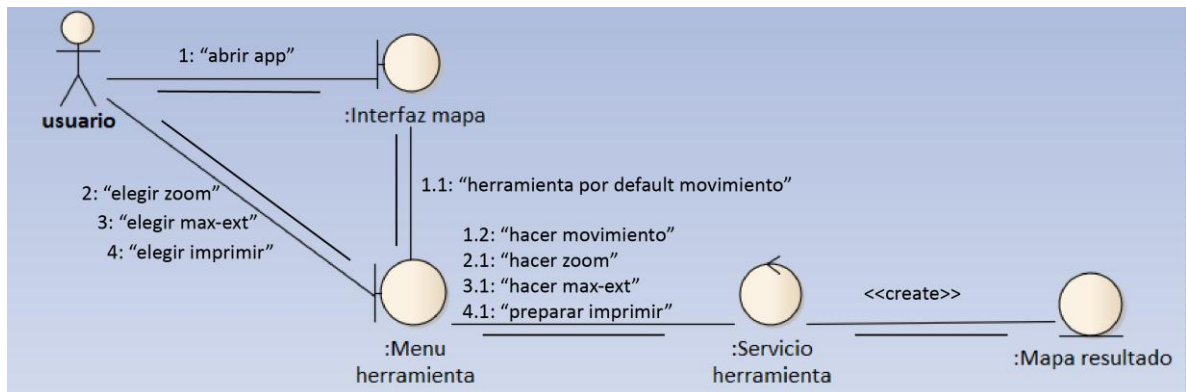 1: “abrir app”
usuario
:Interfaz mapa
1.1: “herramienta por default movimiento”
2: “elegir zoom”
3: “elegir max-ext”
4: “elegir imprimir”
1.2: “hacer movimiento”
2.1: “hacer zoom”
3.1: “hacer max-ext”
4.1: “preparar imprimir”
<<create>>
:Menu
herramienta
:Servicio
herramienta
:Mapa resultado